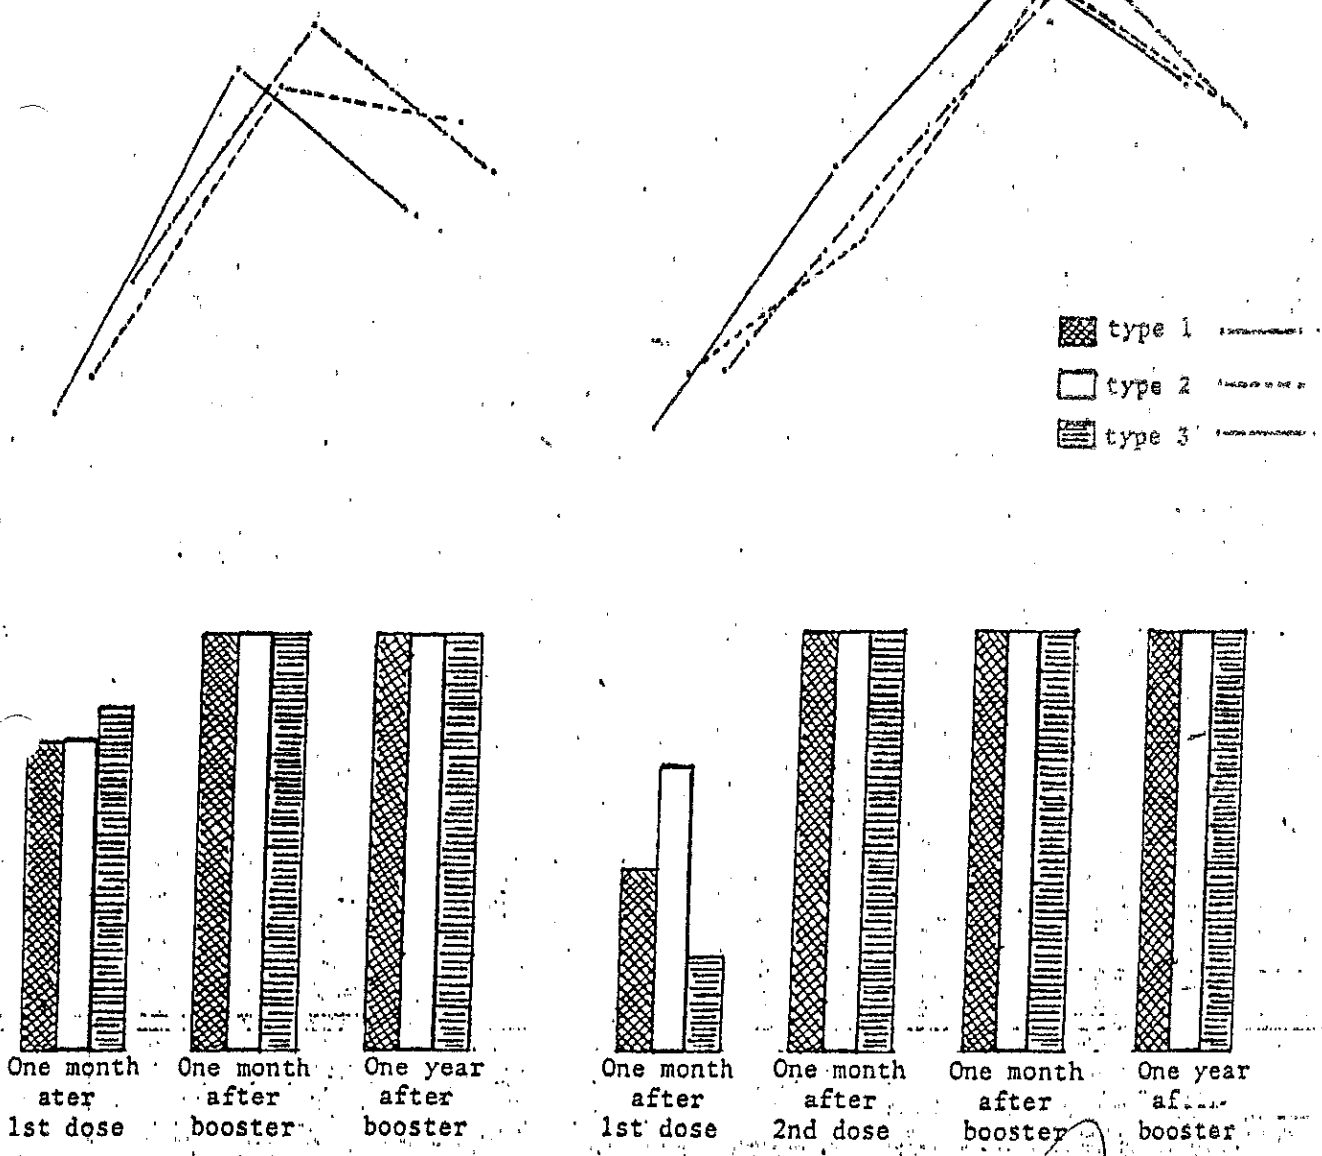 type 1
type 2
type 3
One month
ater
1st dose
One month
after
booster
One year
after
booster
One month
after
1st dose
One month
after
2nd dose
One month
after
booster
One year
booster